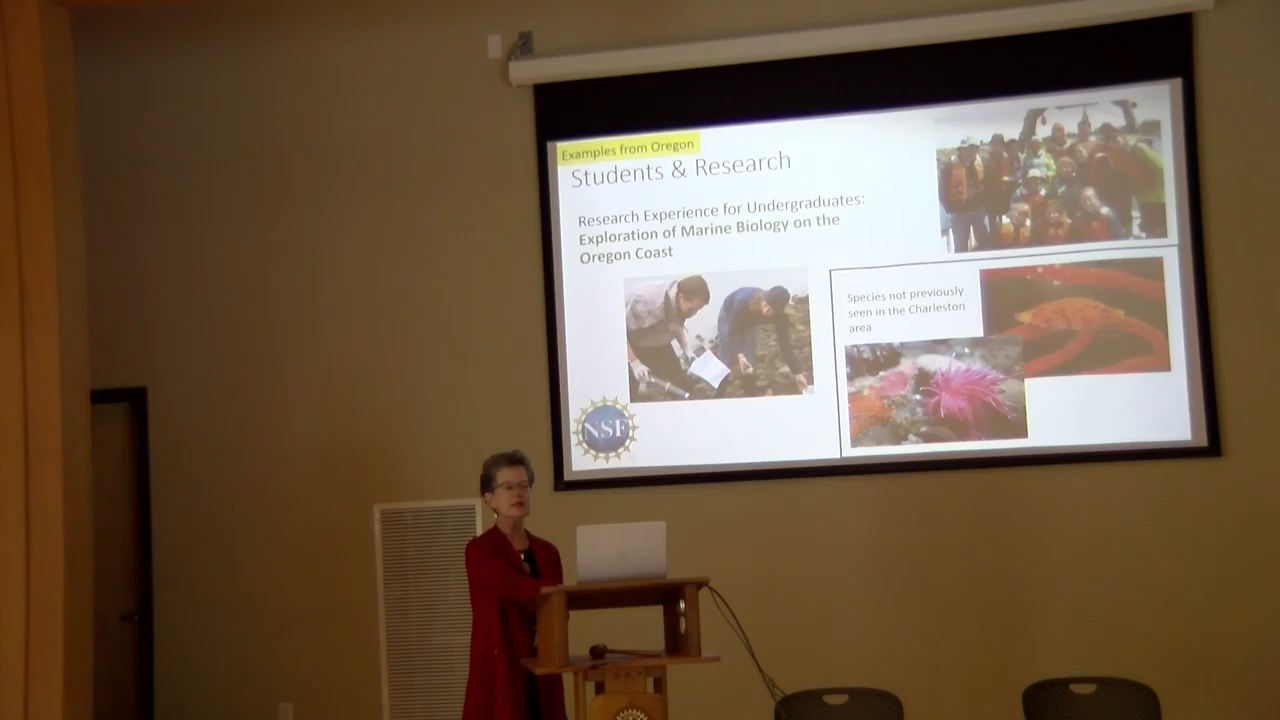 Examples from Oregon
Students & Research
Research Experience for Undergraduates:
Exploration of Marine Biology on the
Oregon Coast
Species not previously
seen in the Charleston
area
NSF